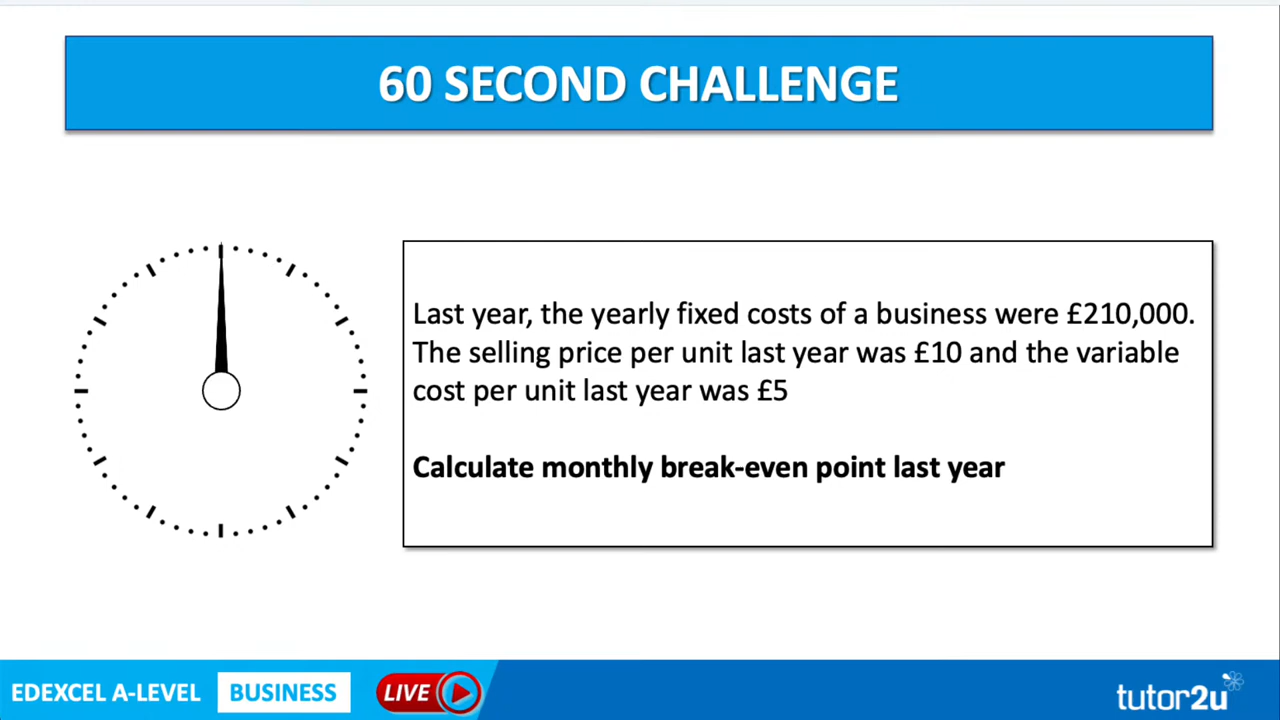 60 SECOND CHALLENGE
Last year, the yearly fixed costs of a business were £210,000.
The selling price per unit last year was £10 and the variable
cost per unit last year was £5
Calculate monthly break-even point last year
EDEXCEL A-LEVEL BUSINESS LIVE tutor2u